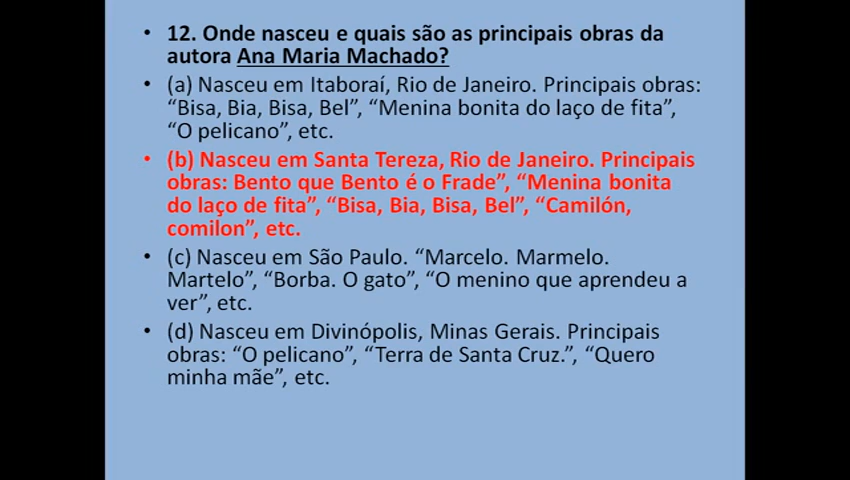 • 12. Onde nasceu e quais são as principais obras da
autora Ana Maria Machado?
• (a) Nasceu em Itaboraí, Rio de Janeiro. Principais obras:
“Bisa, Bia, Bisa, Bel”, “Menina bonita do laço de fita”,
“O pelicano”, etc.
• (b) Nasceu em Santa Tereza, Rio de Janeiro. Principais
obras: Bento que Bento é o Frade”, “Menina bonita
do laço de fita”, “Bisa, Bia, Bisa, Bel”, “Camilón,
comilon”, etc.
• (c) Nasceu em São Paulo. “Marcelo. Marmelo.
Martelo”, “Borba. O gato”, “O menino que aprendeu a
ver”, etc.
• (d) Nasceu em Divinópolis, Minas Gerais. Principais
obras: “O pelicano”, “Terra de Santa Cruz.”, “Quero
minha mãe”, etc.